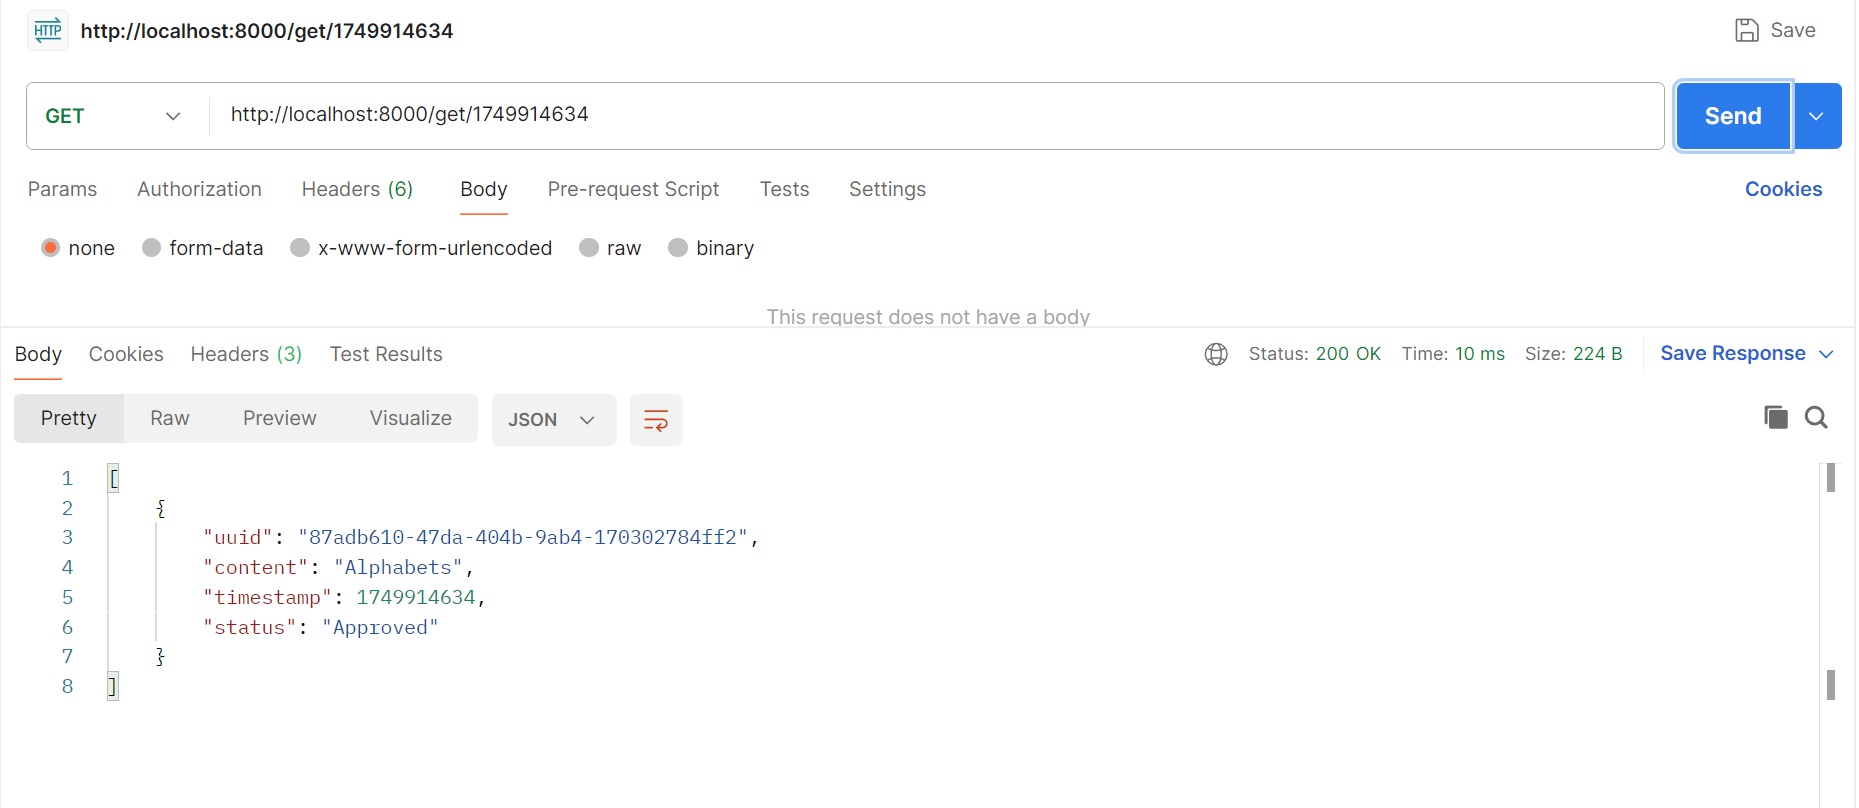 HTTP http://localhost:8000/get/1749914634 Save
GET http://localhost:8000/get/1749914634 Send
Params Authorization Headers (6) Body Pre-request Script Tests Settings Cookies
none form-data x-www-form-urlencoded raw binary
This request does not have a body
Body Cookies Headers (3) Test Results Status: 200 OK Time: 10 ms Size: 224 B Save Response
Pretty Raw Preview Visualize JSON
1 [
2 {
3 "uuid": "87adb610-47da-404b-9ab4-170302784ff2",
4 "content": "Alphabets",
5 "timestamp": 1749914634,
6 "status": "Approved"
7 }
8 ]